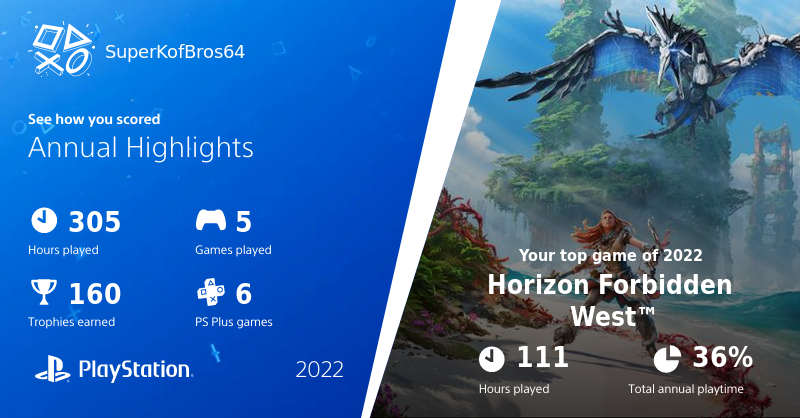 SuperKofBros64
See how you scored
Annual Highlights
305
Hours played
5
Games played
160
Trophies earned
6
PS Plus games
PlayStation.
2022
Your top game of 2022
Horizon Forbidden
West™
111
Hours played
36%
Total annual playtime